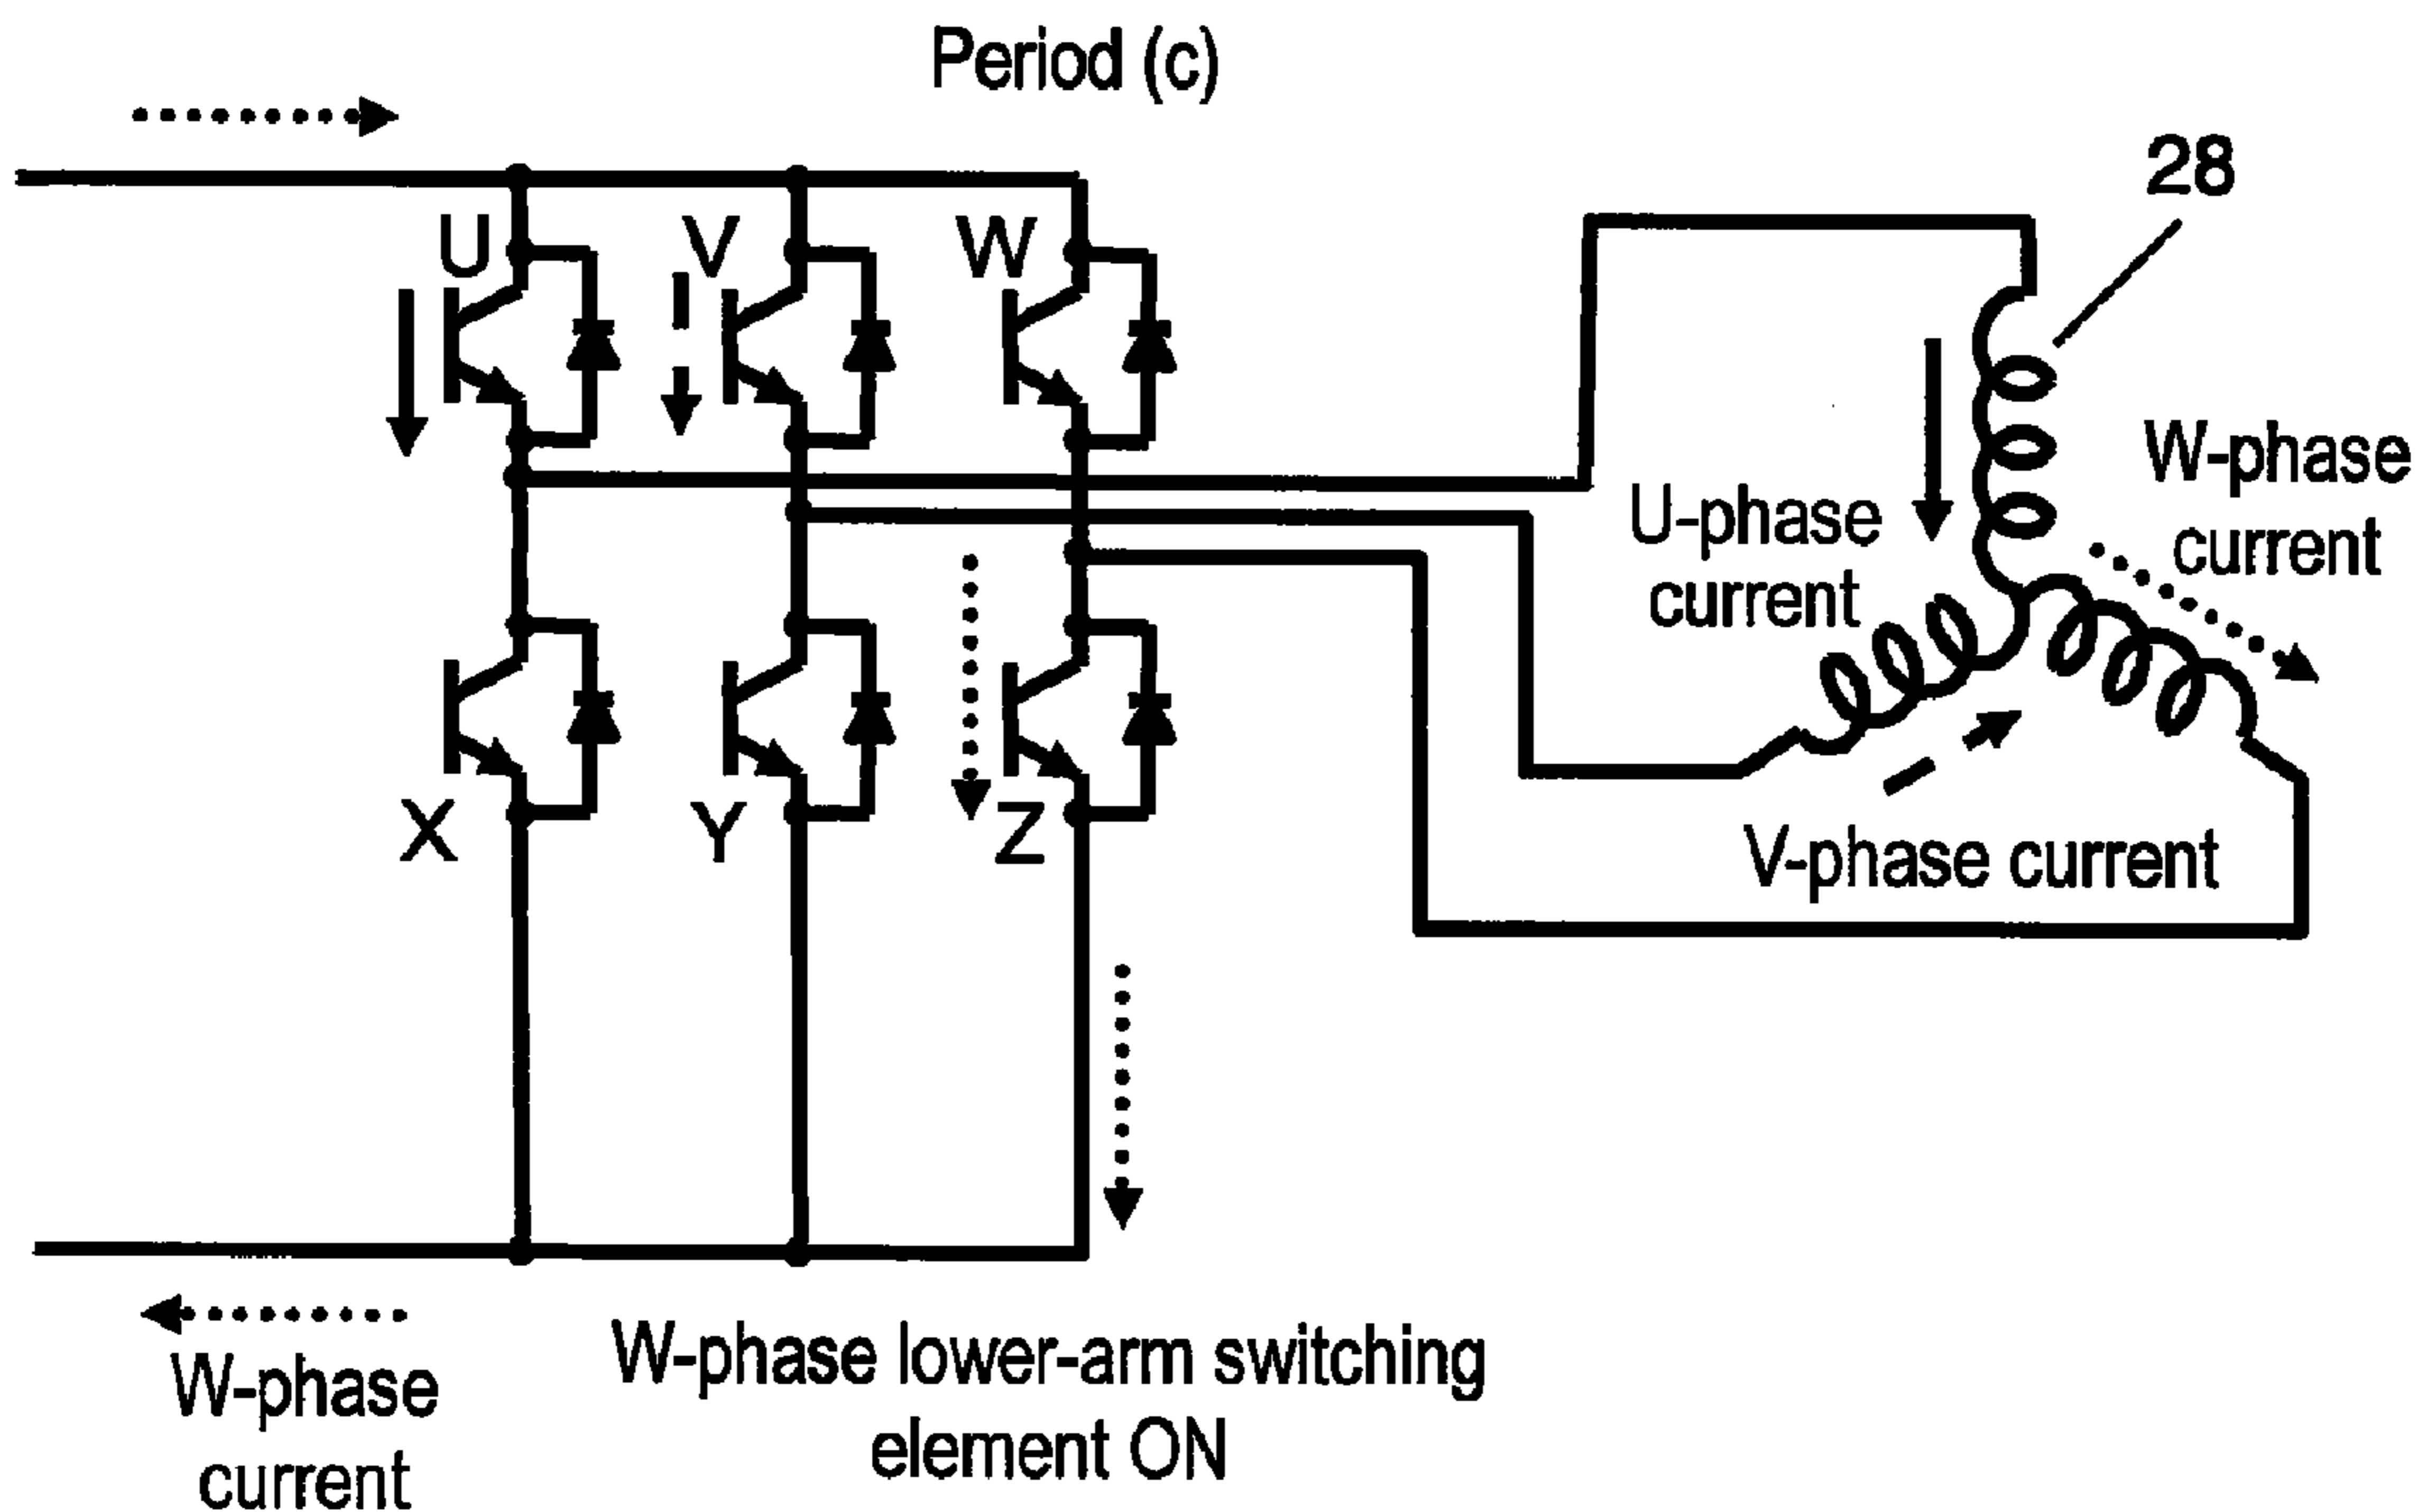 Period (c)
28
U
V
W
W-phase
current
U-phase
current
X
Y
Z
V-phase current
W-phase
current
W-phase lower-arm switching
element ON